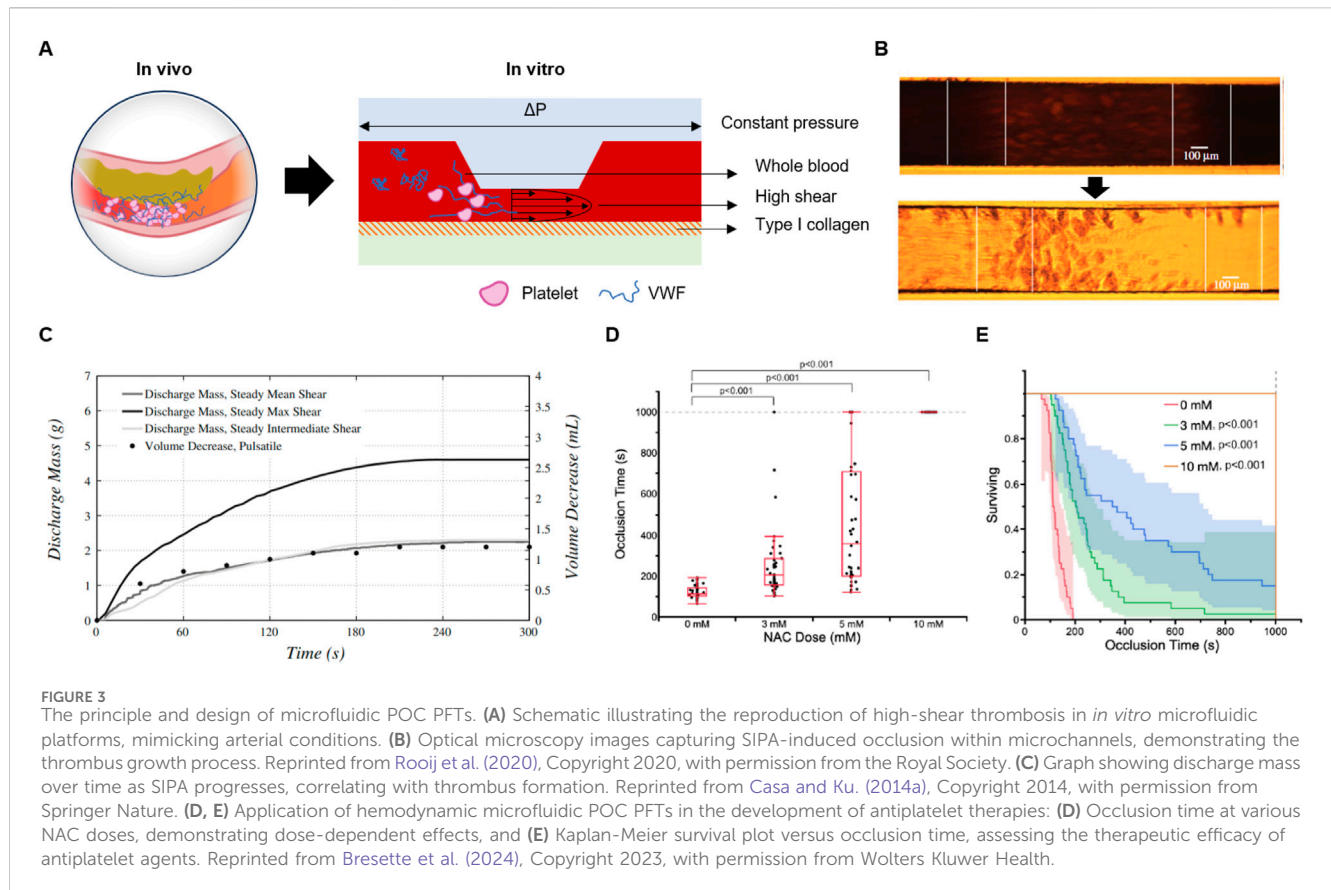 A
In vivo
In vitro
ΔP
Constant pressure
Whole blood
High shear
Type I collagen
Platelet
VWF
B
100 μm
100 μm
C
Discharge Mass (g)
7
6
5
4
3
2
1
0
Discharge Mass, Steady Mean Shear
Discharge Mass, Steady Max Shear
Discharge Mass, Steady Intermediate Shear
Volume Decrease, Pulsatile
4
3.5
3
2.5
2
1.5
1
0.5
0
Volume Decrease (mL)
0
60
120
180
240
300
Time (s)
D
p<0.001
p<0.001
p<0.001
Occlusion Time (s)
1000
800
600
400
200
0
0 mM
3 mM
5 mM
10 mM
NAC Dose (mM)
E
Surviving
0.8
0.6
0.4
0.2
0
0 mM
3 mM, p<0.001
5 mM, p<0.001
10 mM, p<0.001
0
200
400
600
800
1000
Occlusion Time (s)
FIGURE 3
The principle and design of microfluidic POC PFTs. (A) Schematic illustrating the reproduction of high-shear thrombosis in in vitro microfluidic
platforms, mimicking arterial conditions. (B) Optical microscopy images capturing SIPA-induced occlusion within microchannels, demonstrating the
thrombus growth process. Reprinted from Rooij et al. (2020), Copyright 2020, with permission from the Royal Society. (C) Graph showing discharge mass
over time as SIPA progresses, correlating with thrombus formation. Reprinted from Casa and Ku. (2014a), Copyright 2014, with permission from
Springer Nature. (D, E) Application of hemodynamic microfluidic POC PFTs in the development of antiplatelet therapies: (D) Occlusion time at various
NAC doses, demonstrating dose-dependent effects, and (E) Kaplan-Meier survival plot versus occlusion time, assessing the therapeutic efficacy of
antiplatelet agents. Reprinted from Bresette et al. (2024), Copyright 2023, with permission from Wolters Kluwer Health.